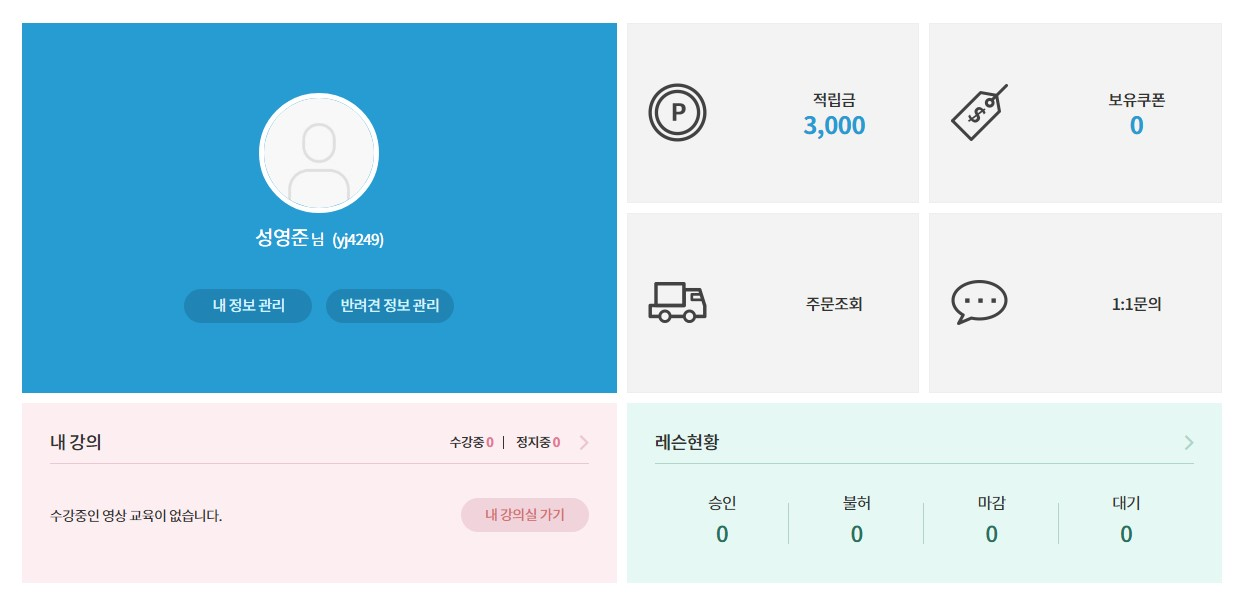 성영준님 (yj4249)
내 정보 관리
반려견 정보 관리
P
적립금
3,000
$
보유쿠폰
0
주문조회
1:1문의
내 강의
수강중 0 | 정지중 0
수강중인 영상 교육이 없습니다.
내 강의실 가기
레슨현황
승인 불허 마감 대기
0 0 0 0